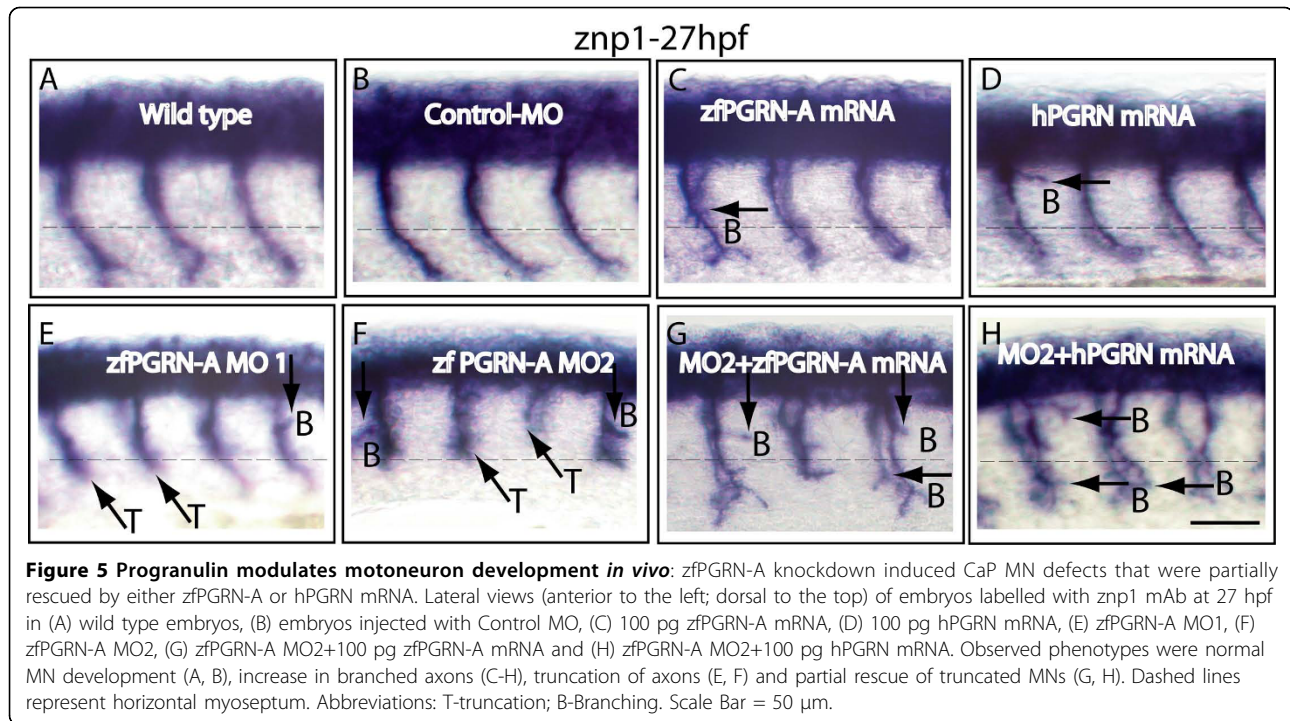 znp1-27hpf
A
Wild type
B
Control-MO
C
zfPGRN-A mRNA
B
D
hPGRN mRNA
B
E
zfPGRN-A MO 1
B
T
T
F
zf PGRN-A MO2
B
B
T
T
G
MO2+zfPGRN-A mRNA
B
B
B
H
MO2+hPGRN mRNA
B
B
Figure 5 Progranulin modulates motoneuron development in vivo: zfPGRN-A knockdown induced CaP MN defects that were partially
rescued by either zfPGRN-A or hPGRN mRNA. Lateral views (anterior to the left; dorsal to the top) of embryos labelled with znp1 mAb at 27 hpf
in (A) wild type embryos, (B) embryos injected with Control MO, (C) 100 pg zfPGRN-A mRNA, (D) 100 pg hPGRN mRNA, (E) zfPGRN-A MO1, (F)
zfPGRN-A MO2, (G) zfPGRN-A MO2+100 pg zfPGRN-A mRNA and (H) zfPGRN-A MO2+100 pg hPGRN mRNA. Observed phenotypes were normal
MN development (A, B), increase in branched axons (C-H), truncation of axons (E, F) and partial rescue of truncated MNs (G, H). Dashed lines
represent horizontal myoseptum. Abbreviations: T-truncation; B-Branching. Scale Bar = 50 μm.